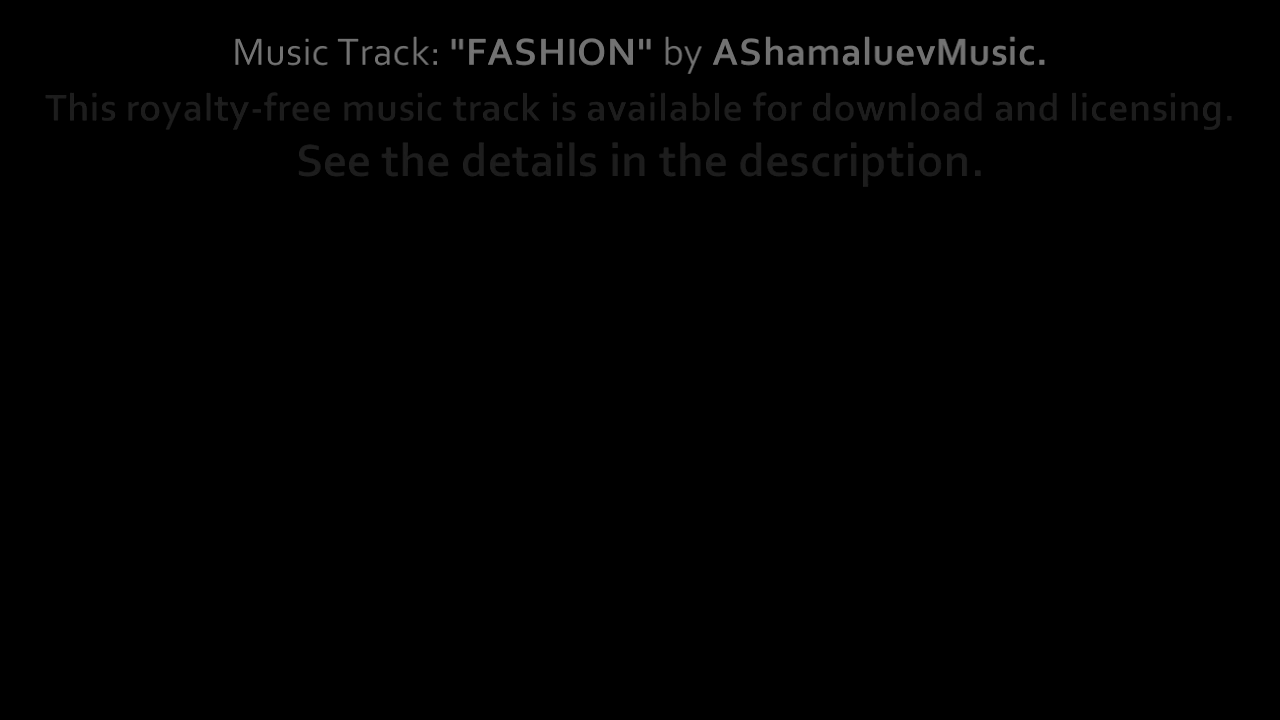 Music Track: "FASHION" by AShamaluevMusic.
This royalty-free music track is available for download and licensing.
See the details in the description.